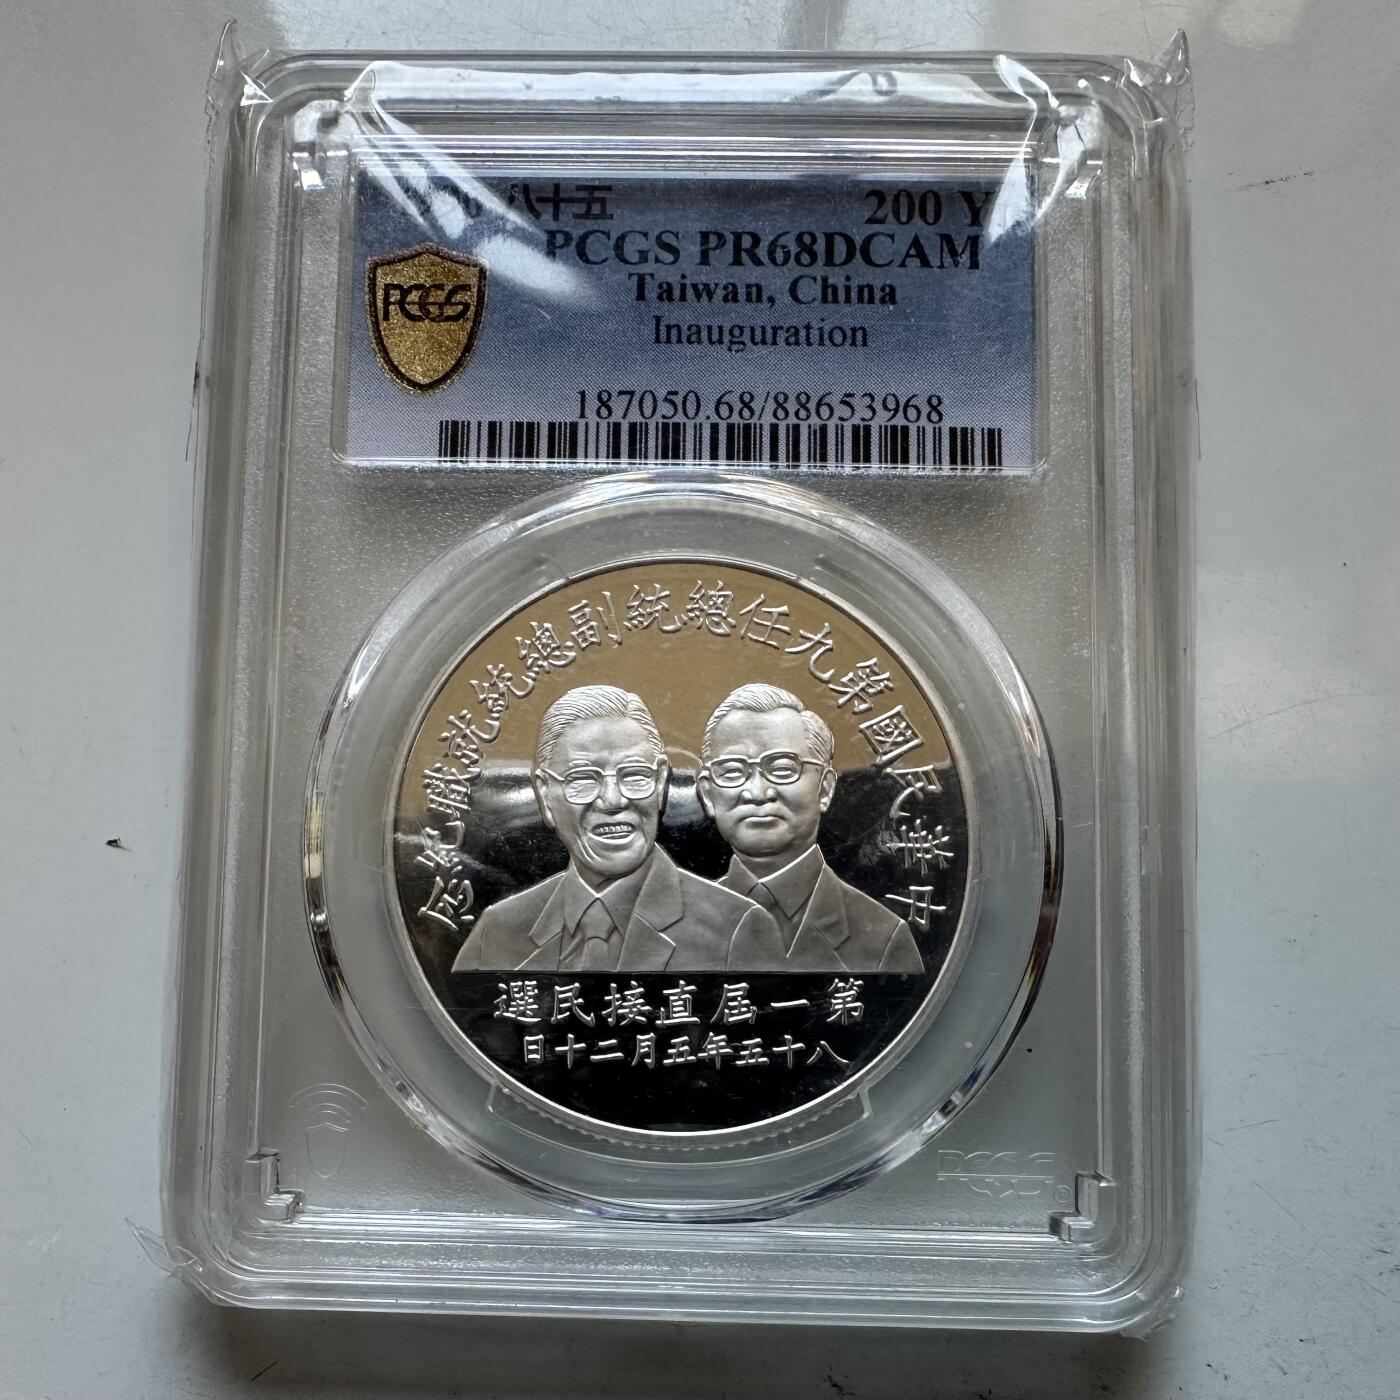 八十五
200 Y
PCGS PR68DCAM
PCGS
Taiwan, China
Inauguration
187050.68/88653968
中華民國第九任總統副總統就職紀念
第一屆直接民選
八十五年五月二十日
PCGS